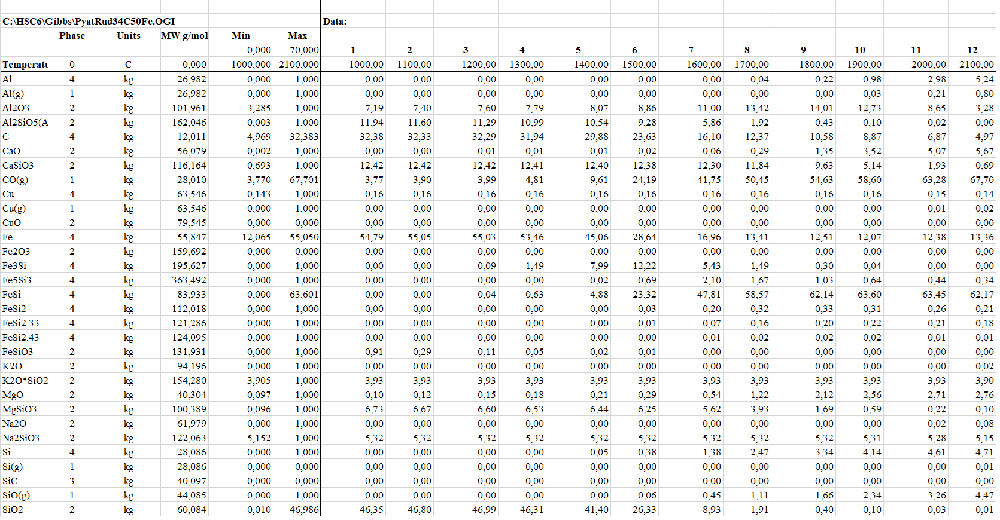 C:\HSC6\Gibbs\PyatRud34C50Fe.OGI Data:
Phase Units MW g/mol Min Max
0,000 70,000 1 2 3 4 5 6 7 8 9 10 11 12
Temperatu 0 C 0,000 1000,000 2100,000 1000,00 1100,00 1200,00 1300,00 1400,00 1500,00 1600,00 1700,00 1800,00 1900,00 2000,00 2100,00
Al 4 kg 26,982 0,000 1,000 0,00 0,00 0,00 0,00 0,00 0,00 0,00 0,04 0,22 0,98 2,98 5,24
Al(g) 1 kg 26,982 0,000 1,000 0,00 0,00 0,00 0,00 0,00 0,00 0,00 0,00 0,00 0,03 0,21 0,80
Al2O3 2 kg 101,961 3,285 1,000 7,19 7,40 7,60 7,79 8,07 8,86 11,00 13,42 14,01 12,73 8,65 3,28
Al2SiO5(A 2 kg 162,046 0,003 1,000 11,94 11,60 11,29 10,99 10,54 9,28 5,86 1,92 0,43 0,10 0,02 0,00
C 4 kg 12,011 4,969 32,383 32,38 32,33 32,29 31,94 29,88 23,63 16,10 12,37 10,58 8,87 6,87 4,97
CaO 2 kg 56,079 0,002 1,000 0,00 0,00 0,01 0,01 0,01 0,02 0,06 0,29 1,35 3,52 5,07 5,67
CaSiO3 2 kg 116,164 0,693 1,000 12,42 12,42 12,42 12,41 12,40 12,38 12,30 11,84 9,63 5,14 1,93 0,69
CO(g) 1 kg 28,010 3,770 67,701 3,77 3,90 3,99 4,81 9,61 24,19 41,75 50,45 54,63 58,60 63,28 67,70
Cu 4 kg 63,546 0,143 1,000 0,16 0,16 0,16 0,16 0,16 0,16 0,16 0,16 0,16 0,16 0,15 0,14
Cu(g) 1 kg 63,546 0,000 1,000 0,00 0,00 0,00 0,00 0,00 0,00 0,00 0,00 0,00 0,00 0,01 0,02
CuO 2 kg 79,545 0,000 0,000 0,00 0,00 0,00 0,00 0,00 0,00 0,00 0,00 0,00 0,00 0,00 0,00
Fe 4 kg 55,847 12,065 55,050 54,79 55,05 55,03 53,46 45,06 28,64 16,96 13,41 12,51 12,07 12,38 13,36
Fe2O3 2 kg 159,692 0,000 0,000 0,00 0,00 0,00 0,00 0,00 0,00 0,00 0,00 0,00 0,00 0,00 0,00
Fe3Si 4 kg 195,627 0,000 1,000 0,00 0,00 0,09 1,49 7,99 12,22 5,43 1,49 0,30 0,04 0,00 0,00
Fe5Si3 4 kg 363,492 0,000 1,000 0,00 0,00 0,00 0,00 0,02 0,69 2,10 1,67 1,03 0,64 0,44 0,34
FeSi 4 kg 83,933 0,000 63,601 0,00 0,00 0,04 0,63 4,88 23,32 47,81 58,57 62,14 63,60 63,45 62,17
FeSi2 4 kg 112,018 0,000 1,000 0,00 0,00 0,00 0,00 0,00 0,03 0,20 0,32 0,33 0,31 0,26 0,21
FeSi2.33 4 kg 121,286 0,000 1,000 0,00 0,00 0,00 0,00 0,00 0,01 0,07 0,16 0,20 0,22 0,21 0,18
FeSi2.43 4 kg 124,095 0,000 1,000 0,00 0,00 0,00 0,00 0,00 0,00 0,01 0,02 0,02 0,02 0,01 0,01
FeSiO3 2 kg 131,931 0,000 1,000 0,91 0,29 0,11 0,05 0,02 0,01 0,00 0,00 0,00 0,00 0,00 0,00
K2O 2 kg 94,196 0,000 1,000 0,00 0,00 0,00 0,00 0,00 0,00 0,00 0,00 0,00 0,00 0,00 0,02
K2O*SiO2 2 kg 154,280 3,905 1,000 3,93 3,93 3,93 3,93 3,93 3,93 3,93 3,93 3,93 3,93 3,93 3,90
MgO 2 kg 40,304 0,097 1,000 0,10 0,12 0,15 0,18 0,21 0,29 0,54 1,22 2,12 2,56 2,71 2,76
MgSiO3 2 kg 100,389 0,096 1,000 6,73 6,67 6,60 6,53 6,44 6,25 5,62 3,93 1,69 0,59 0,22 0,10
Na2O 2 kg 61,979 0,000 1,000 0,00 0,00 0,00 0,00 0,00 0,00 0,00 0,00 0,00 0,00 0,02 0,08
Na2SiO3 2 kg 122,063 5,152 1,000 5,32 5,32 5,32 5,32 5,32 5,32 5,32 5,32 5,32 5,31 5,28 5,15
Si 4 kg 28,086 0,000 1,000 0,00 0,00 0,00 0,00 0,05 0,38 1,38 2,47 3,34 4,14 4,61 4,71
Si(g) 1 kg 28,086 0,000 0,000 0,00 0,00 0,00 0,00 0,00 0,00 0,00 0,00 0,00 0,00 0,00 0,01
SiC 3 kg 40,097 0,000 0,000 0,00 0,00 0,00 0,00 0,00 0,00 0,00 0,00 0,00 0,00 0,00 0,00
SiO(g) 1 kg 44,085 0,000 1,000 0,00 0,00 0,00 0,00 0,00 0,06 0,45 1,11 1,66 2,34 3,26 4,47
SiO2 2 kg 60,084 0,010 46,986 46,35 46,80 46,99 46,31 41,40 26,33 8,93 1,91 0,40 0,10 0,03 0,01